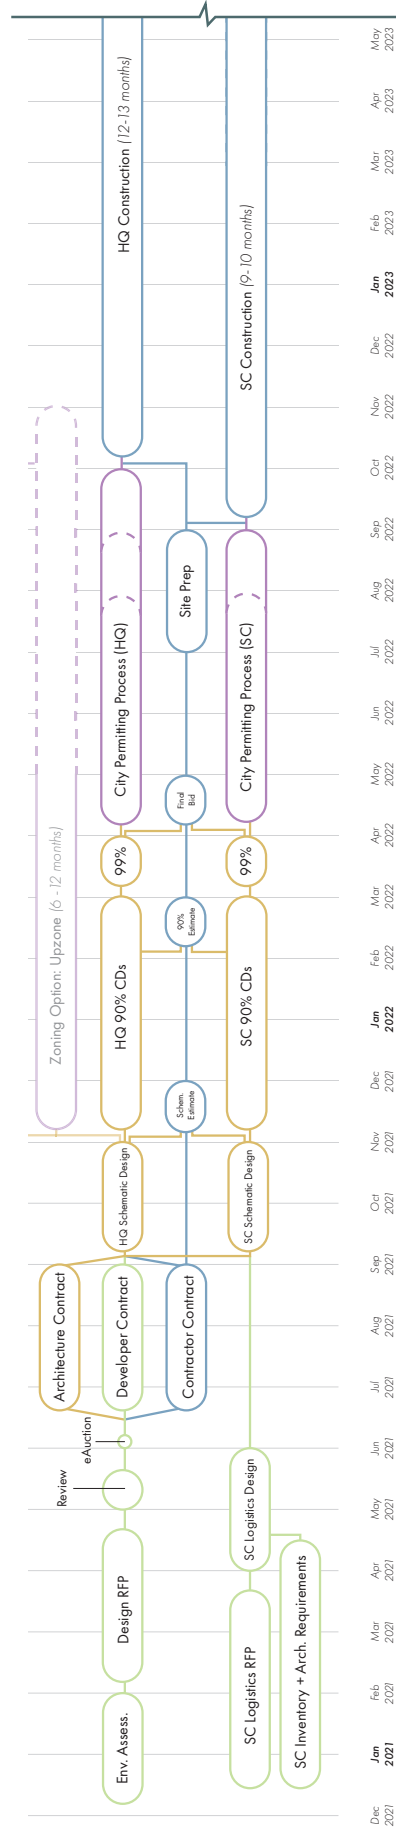 May
2023
Apr
2023
Mar
2023
Feb
2023
Jan
2023
Dec
2022
Nov
2022
Oct
2022
Sep
2022
Aug
2022
Jul
2022
Jun
2022
May
2022
Apr
2022
Mar
2022
Feb
2022
Jan
2022
Dec
2021
Nov
2021
Oct
2021
Sep
2021
Aug
2021
Jul
2021
Jun
2021
May
2021
Apr
2021
Mar
2021
Feb
2021
Jan
2021
Dec
2021
HQ Construction (12-13 months)
SC Construction (9-10 months)
Site Prep
City Permitting Process (HQ)
City Permitting Process (SC)
Final
Bid
99%
99%
90%
Estimate
Zoning Option: Upzone (6 -12 months)
HQ 90% CDs
SC 90% CDs
Schem.
Estimate
HQ Schematic Design
SC Schematic Design
Architecture Contract
Developer Contract
Contractor Contract
eAuction
Review
SC Logistics Design
Design RFP
SC Logistics RFP
SC Inventory + Arch. Requirements
Env. Assess.